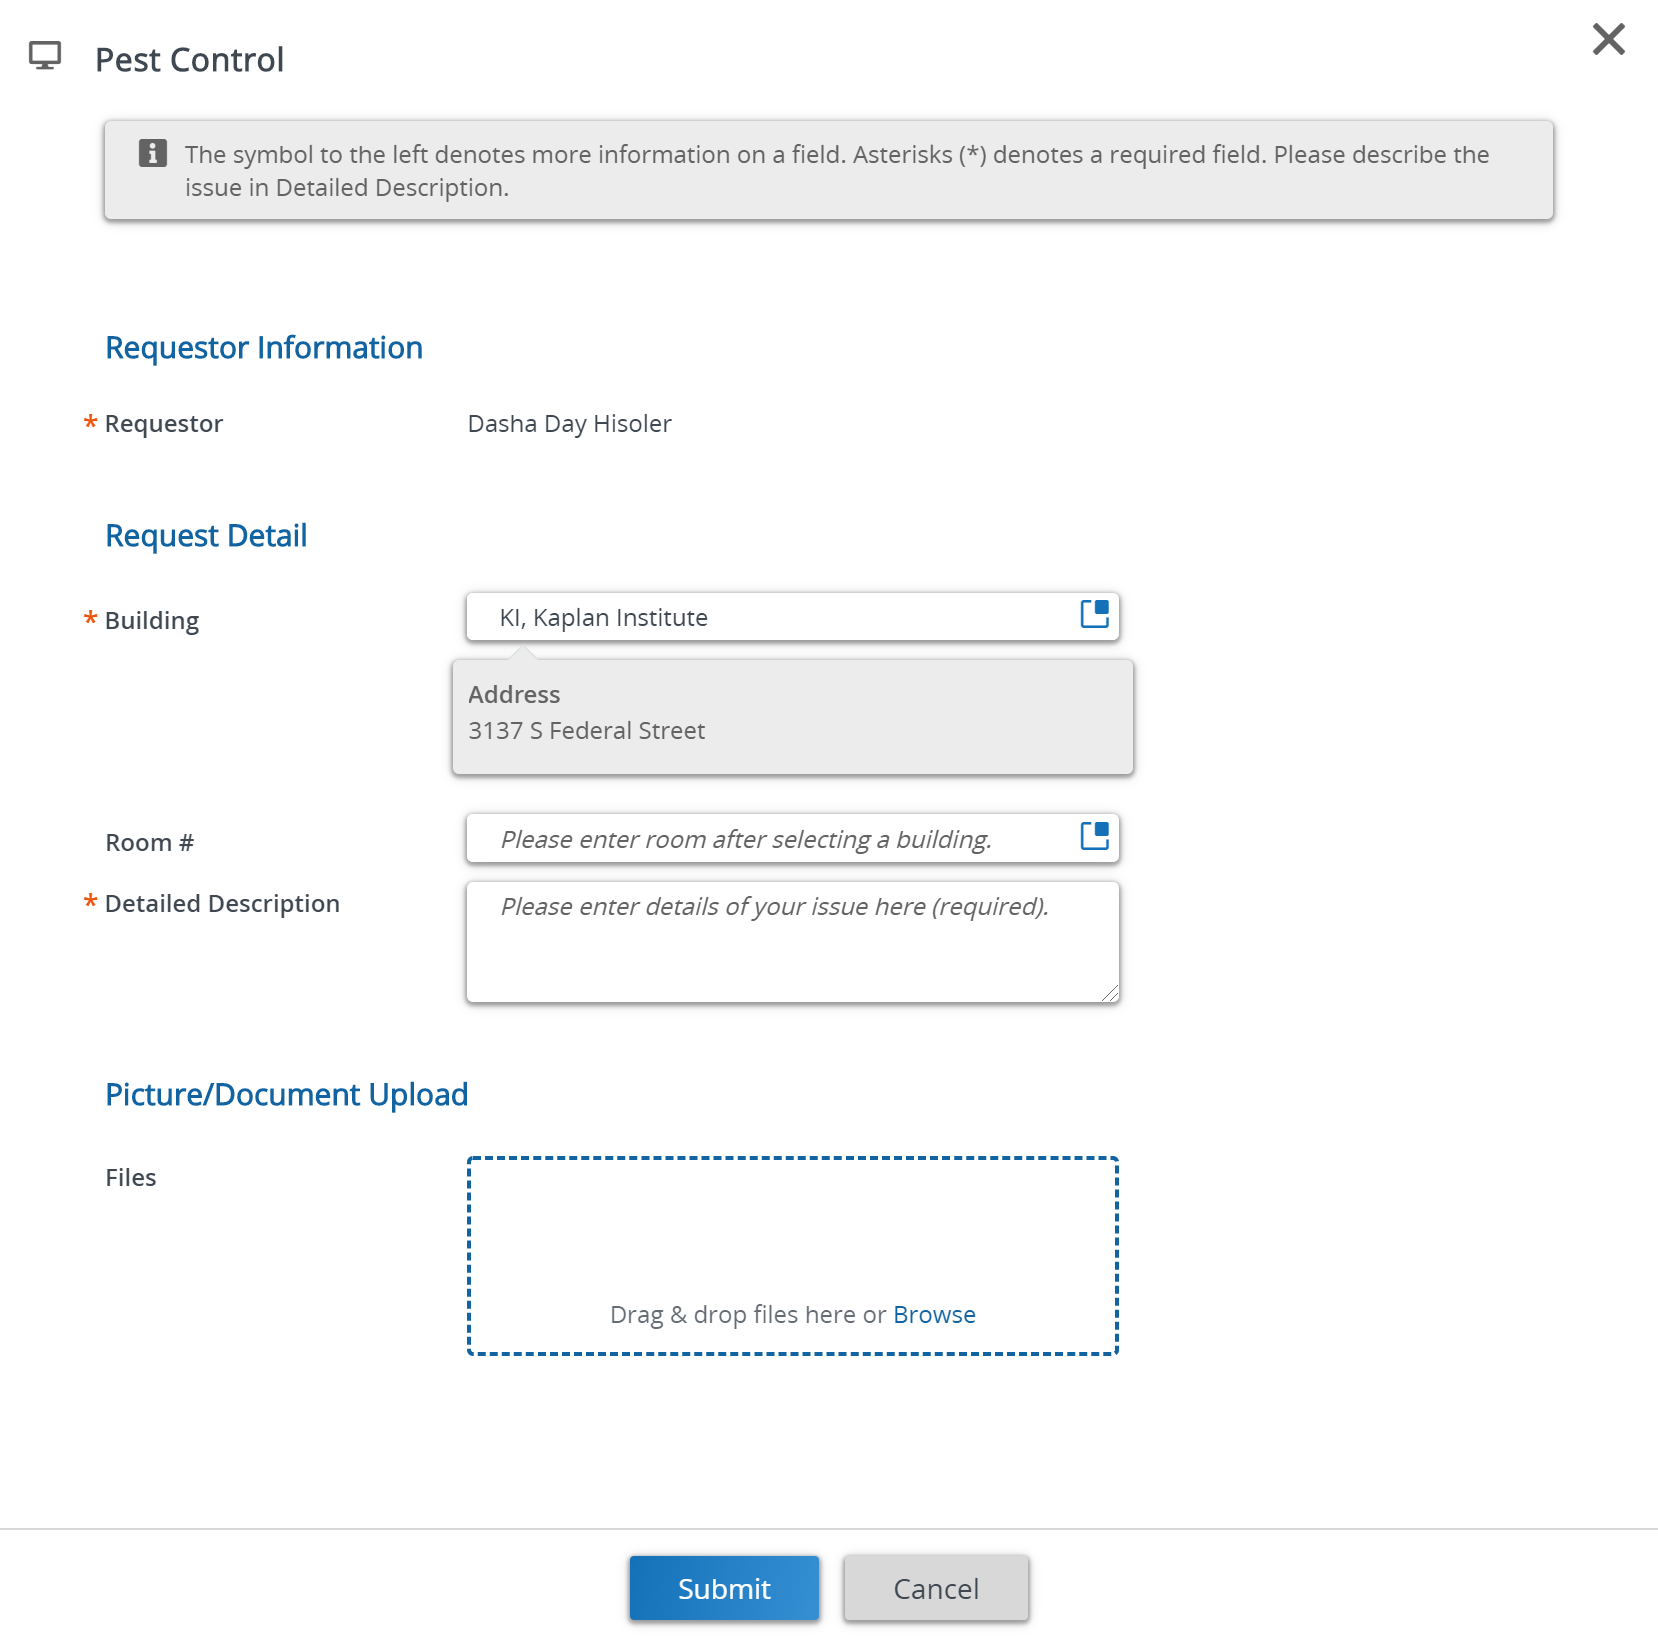 Pest Control
The symbol to the left denotes more information on a field. Asterisks (*) denotes a required field. Please describe the
issue in Detailed Description.
Requestor Information
* Requestor
Dasha Day Hisoler
Request Detail
* Building
KI, Kaplan Institute
Address
3137 S Federal Street
Room #
Please enter room after selecting a building.
* Detailed Description
Please enter details of your issue here (required).
Picture/Document Upload
Files
Drag & drop files here or Browse
Submit
Cancel